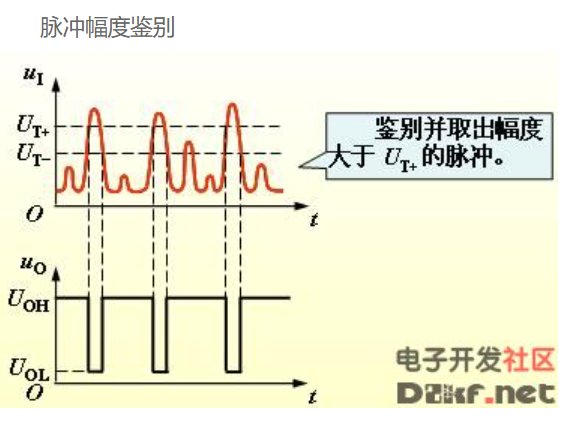 脉冲幅度鉴别
uI
UT+
UT−
O
t
鉴别并取出幅度
大于 UT+ 的脉冲。
uO
UOH
UOL
O
t
电子开发社区
Dzkf.net